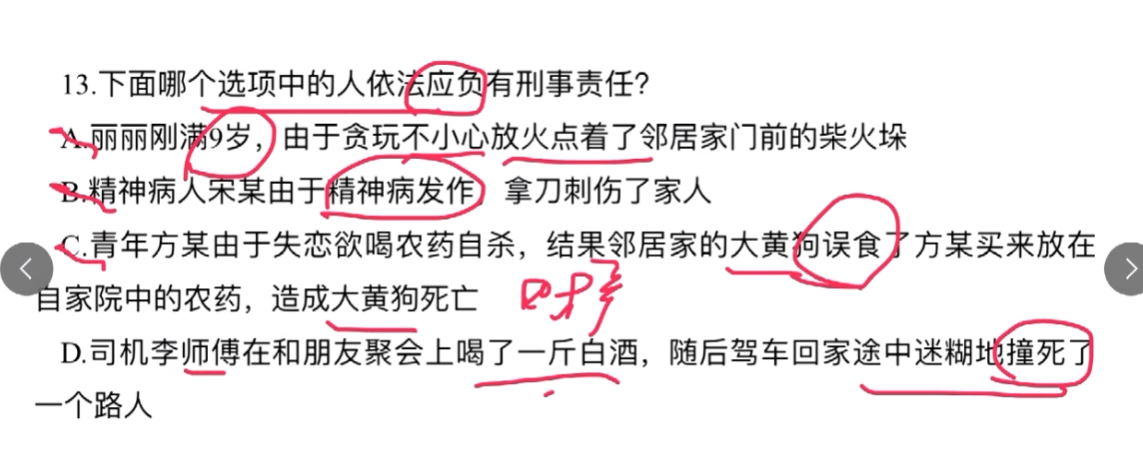 13.下面哪个选项中的人依法应负有刑事责任?
A.丽丽刚满9岁，由于贪玩不小心放火点着了邻居家门前的柴火垛
B.精神病人宋某由于精神病发作，拿刀刺伤了家人
C.青年方某由于失恋欲喝农药自杀，结果邻居家的大黄狗误食了方某买来放在
自家院中的农药，造成大黄狗死亡
D.司机李师傅在和朋友聚会上喝了一斤白酒，随后驾车回家途中迷糊地撞死了
一个路人